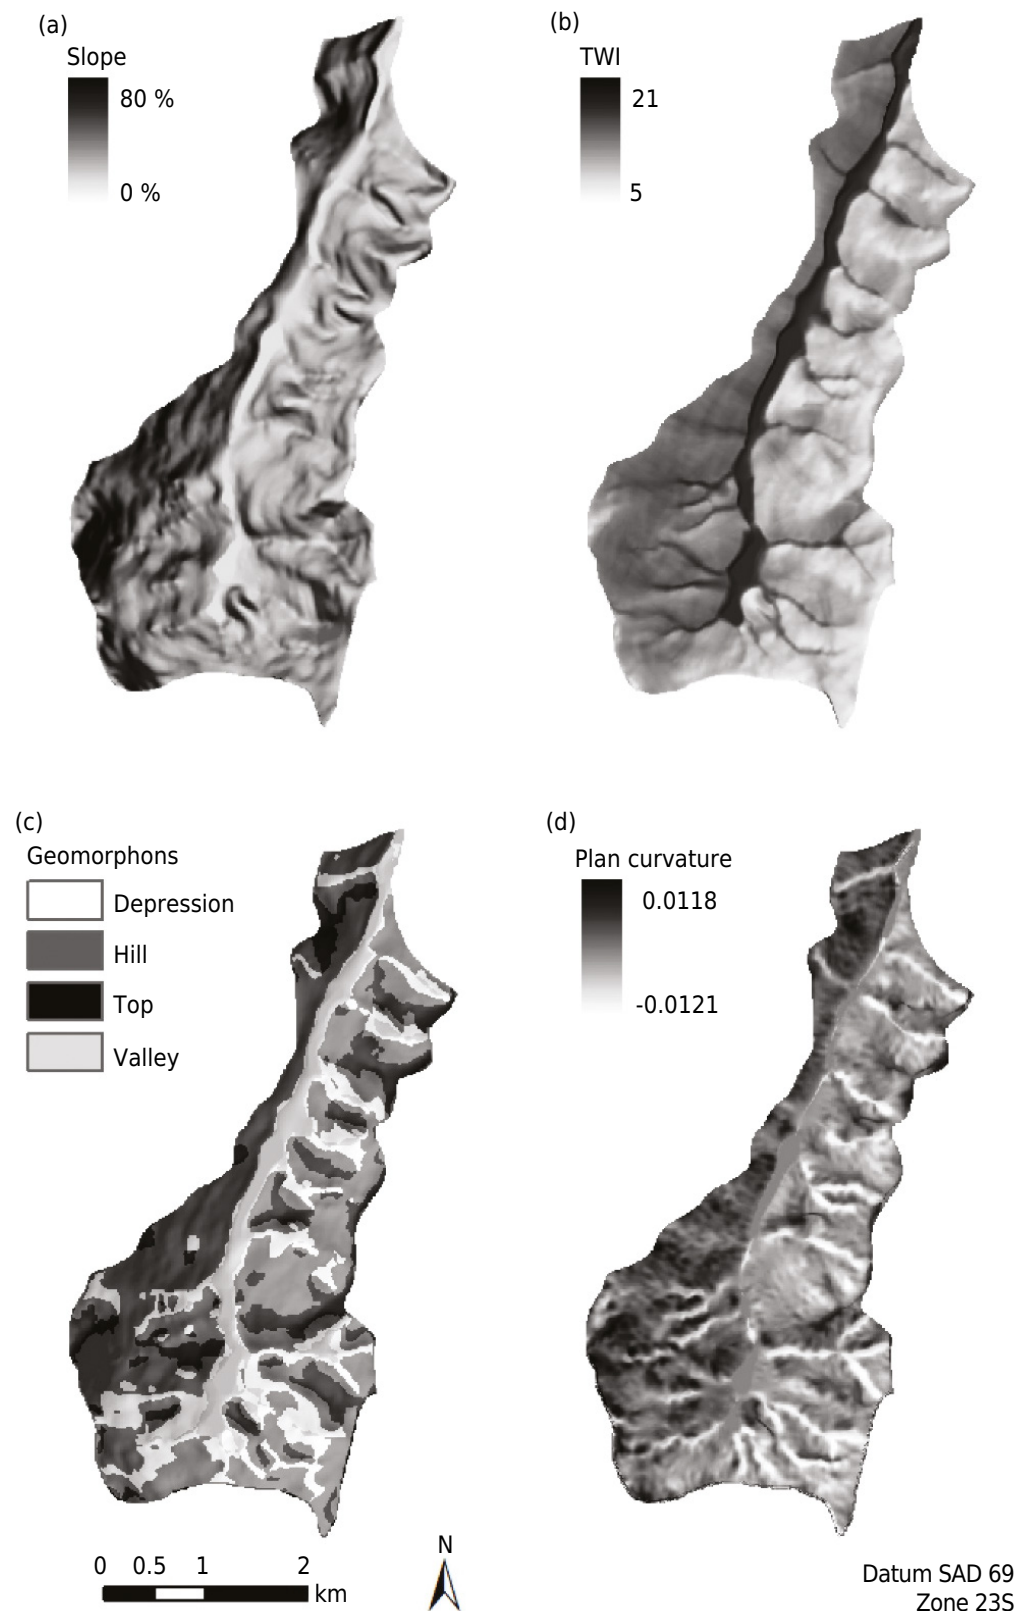 (a)
Slope
80 %
0 %
(b)
TWI
21
5
(c)
Geomorphons
Depression
Hill
Top
Valley
(d)
Plan curvature
0.0118
-0.0121
0 0.5 1 2
km
N
Datum SAD 69
Zone 23S